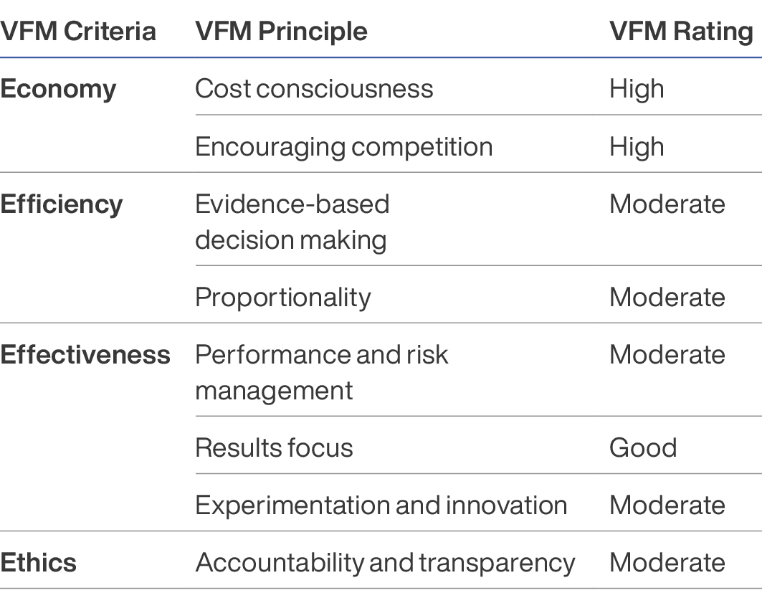 VFM Criteria VFM Principle VFM Rating
Economy Cost consciousness High
Encouraging competition High
Efficiency Evidence-based Moderate
decision making
Proportionality Moderate
Effectiveness Performance and risk Moderate
management
Results focus Good
Experimentation and innovation Moderate
Ethics Accountability and transparency Moderate